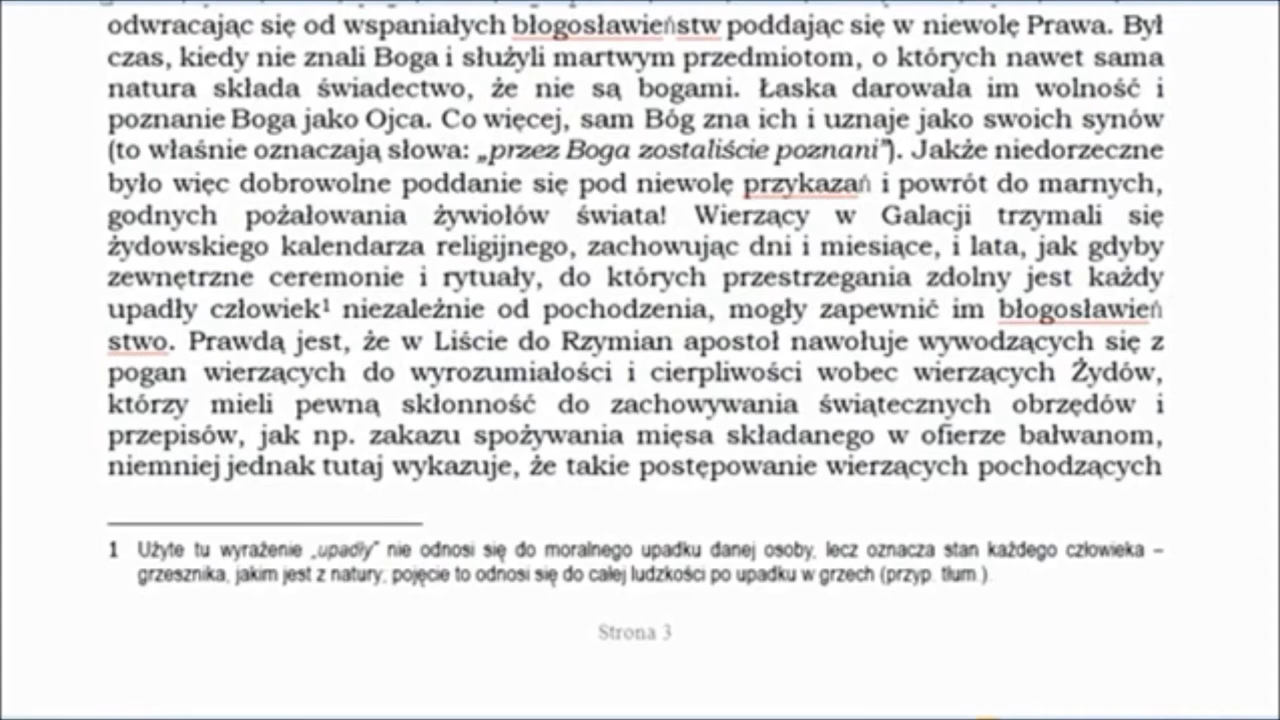 odwracając się od wspaniałych błogosławieństw poddając się w niewolę Prawa. Był
czas, kiedy nie znali Boga i służyli martwym przedmiotom, o których nawet sama
natura składa świadectwo, że nie są bogami. Łaska darowała im wolność i
poznanie Boga jako Ojca. Co więcej, sam Bóg zna ich i uznaje jako swoich synów
(to właśnie oznaczają słowa: „przez Boga zostaliście poznani”). Jakże niedorzeczne
było więc dobrowolne poddanie się pod niewolę przykazań i powrót do marnych,
godnych pożałowania żywiołów świata! Wierzący w Galacji trzymali się
żydowskiego kalendarza religijnego, zachowując dni i miesiące, i lata, jak gdyby
zewnętrzne ceremonie i rytuały, do których przestrzegania zdolny jest każdy
upadły człowiek¹ niezależnie od pochodzenia, mogły zapewnić im błogosławień
stwo. Prawdą jest, że w Liście do Rzymian apostoł nawołuje wywodzących się z
pogan wierzących do wyrozumiałości i cierpliwości wobec wierzących Żydów,
którzy mieli pewną skłonność do zachowywania świątecznych obrzędów i
przepisów, jak np. zakazu spożywania mięsa składanego w ofierze bałwanom,
niemniej jednak tutaj wykazuje, że takie postępowanie wierzących pochodzących
1 Użyte tu wyrażenie „upadły” nie odnosi się do moralnego upadku danej osoby, lecz oznacza stan każdego człowieka –
grzesznika, jakim jest z natury; pojęcie to odnosi się do całej ludzkości po upadku w grzech (przyp. tłum.).
Strona 3